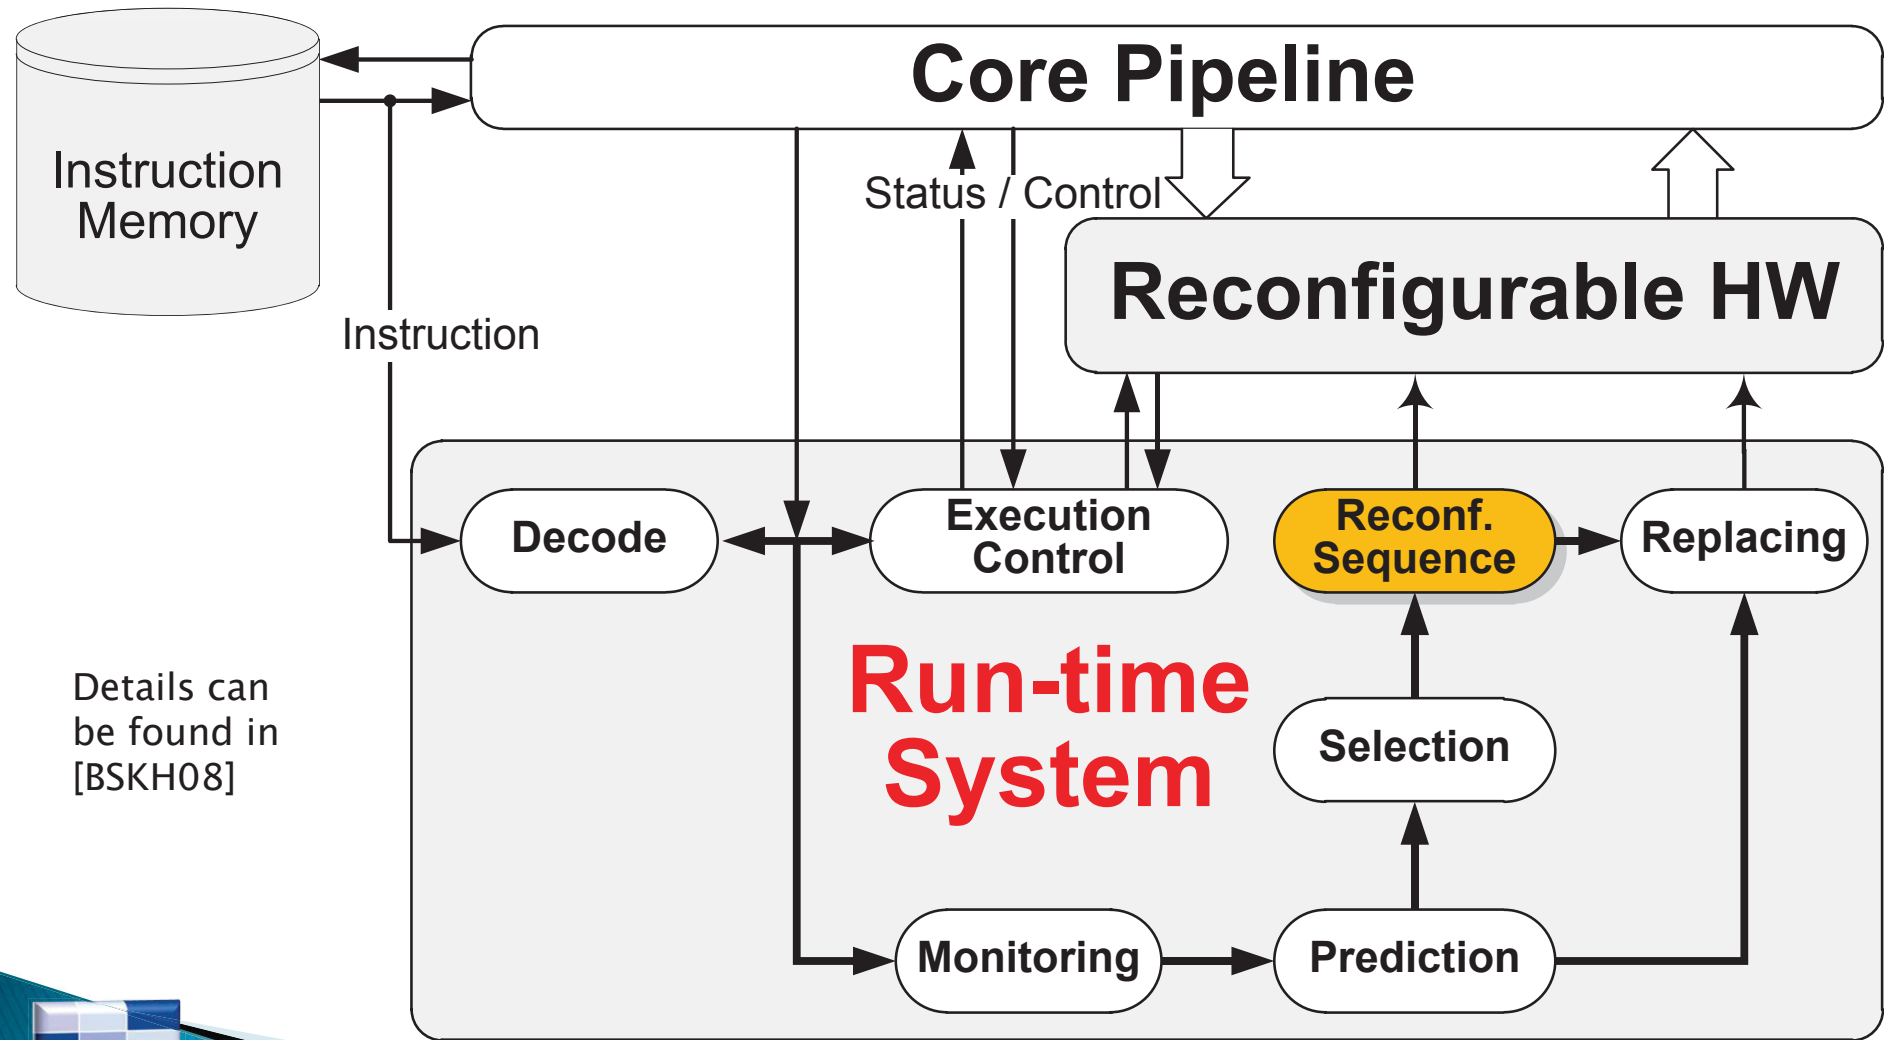 Core Pipeline
Instruction
Memory
Status / Control
Reconfigurable HW
Instruction
Decode
Execution
Control
Reconf.
Sequence
Replacing
Run-time
System
Selection
Details can
be found in
[BSKH08]
Monitoring
Prediction